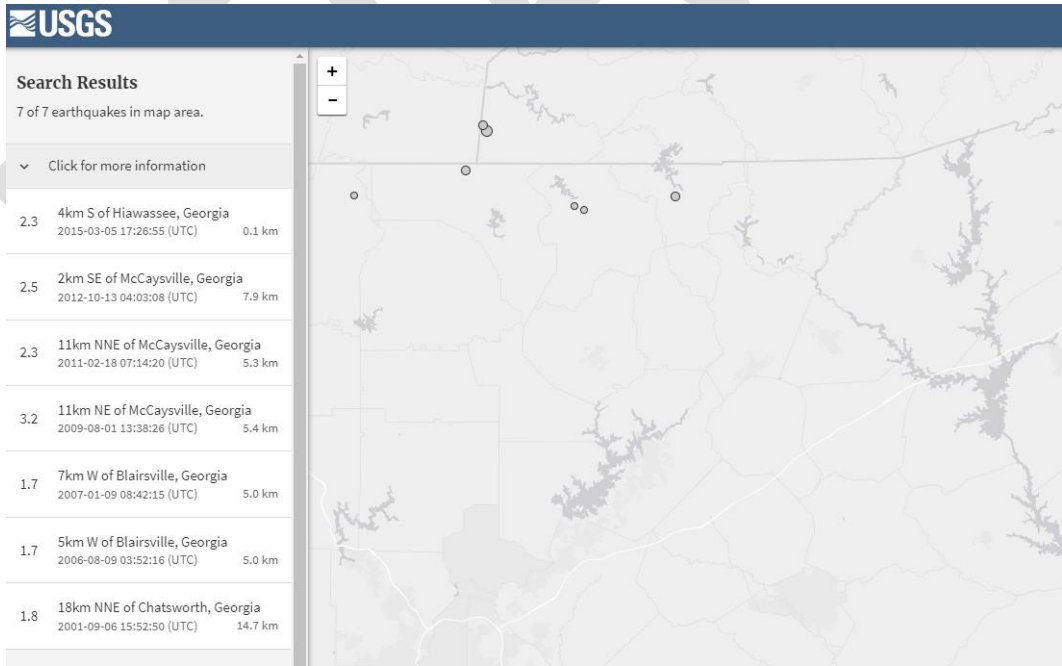 USGS
Search Results
7 of 7 earthquakes in map area.
Click for more information
2.3
4km S of Hiawassee, Georgia
2015-03-05 17:26:55 (UTC) 0.1 km
2.5
2km SE of McCaysville, Georgia
2012-10-13 04:03:08 (UTC) 7.9 km
2.3
11km NNE of McCaysville, Georgia
2011-02-18 07:14:20 (UTC) 5.3 km
3.2
11km NE of McCaysville, Georgia
2009-08-01 13:38:26 (UTC) 5.4 km
1.7
7km W of Blairsville, Georgia
2007-01-09 08:42:15 (UTC) 5.0 km
1.7
5km W of Blairsville, Georgia
2006-08-09 03:52:16 (UTC) 5.0 km
1.8
18km NNE of Chatsworth, Georgia
2001-09-06 15:52:50 (UTC) 14.7 km
+
−